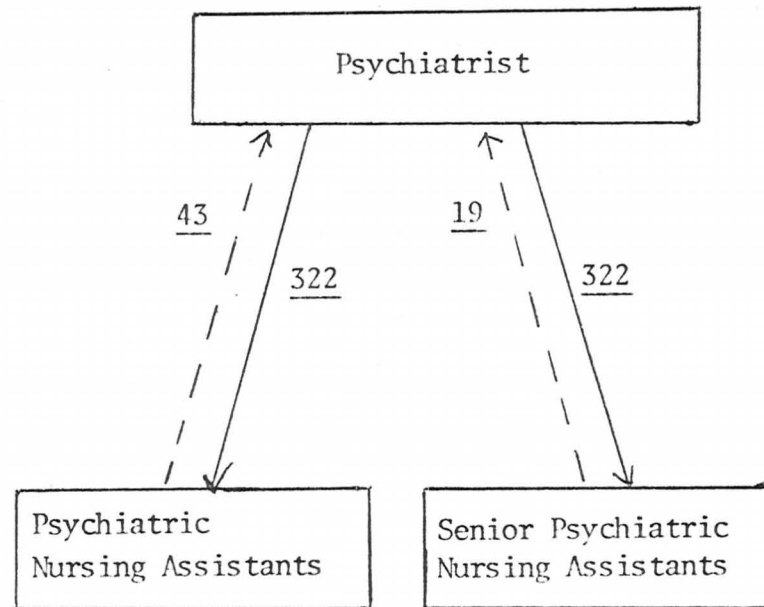 Psychiatrist
43
19
322
322
Psychiatric
Nursing Assistants
Senior Psychiatric
Nursing Assistants